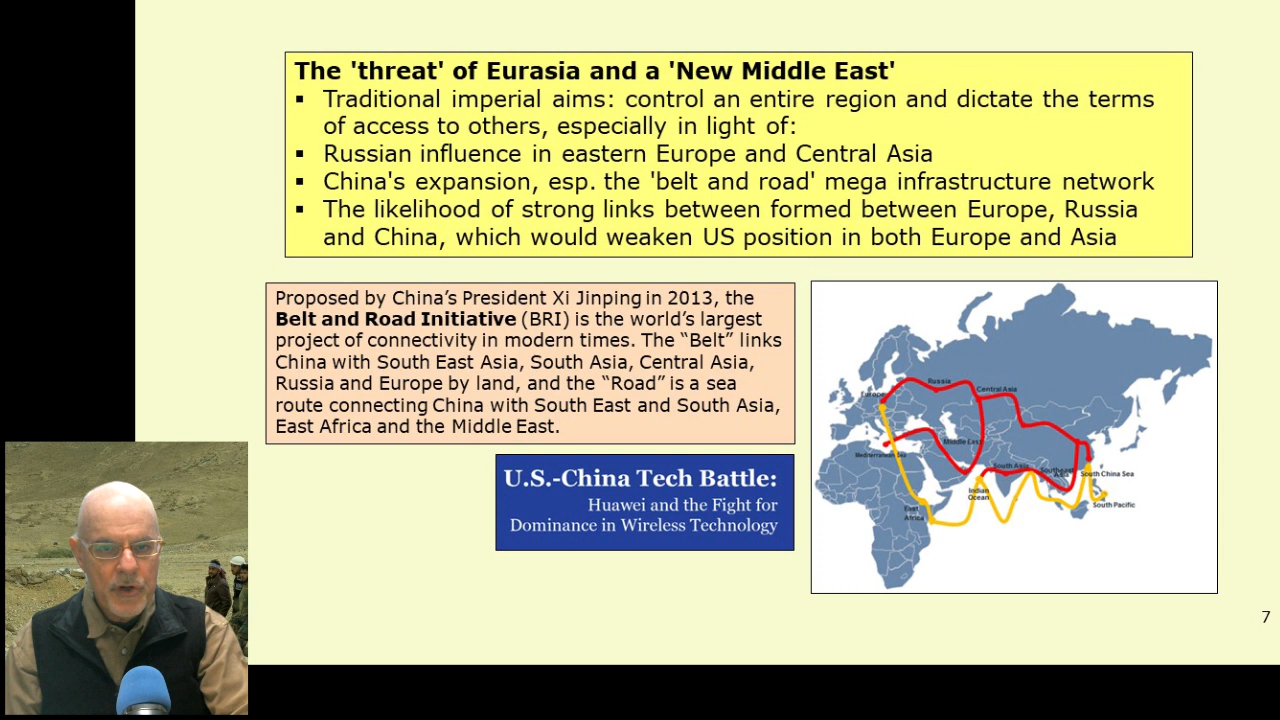 The 'threat' of Eurasia and a 'New Middle East'
▪ Traditional imperial aims: control an entire region and dictate the terms
of access to others, especially in light of:
▪ Russian influence in eastern Europe and Central Asia
▪ China's expansion, esp. the 'belt and road' mega infrastructure network
▪ The likelihood of strong links between formed between Europe, Russia
and China, which would weaken US position in both Europe and Asia
Proposed by China’s President Xi Jinping in 2013, the
Belt and Road Initiative (BRI) is the world’s largest
project of connectivity in modern times. The “Belt” links
China with South East Asia, South Asia, Central Asia,
Russia and Europe by land, and the “Road” is a sea
route connecting China with South East and South Asia,
East Africa and the Middle East.
U.S.-China Tech Battle:
Huawei and the Fight for
Dominance in Wireless Technology
Russia
Central Asia
Europe
Middle East
Mediterranean Sea
South Asia
Southeast
Asia
South China Sea
Indian
Ocean
South Pacific
East
Africa
7